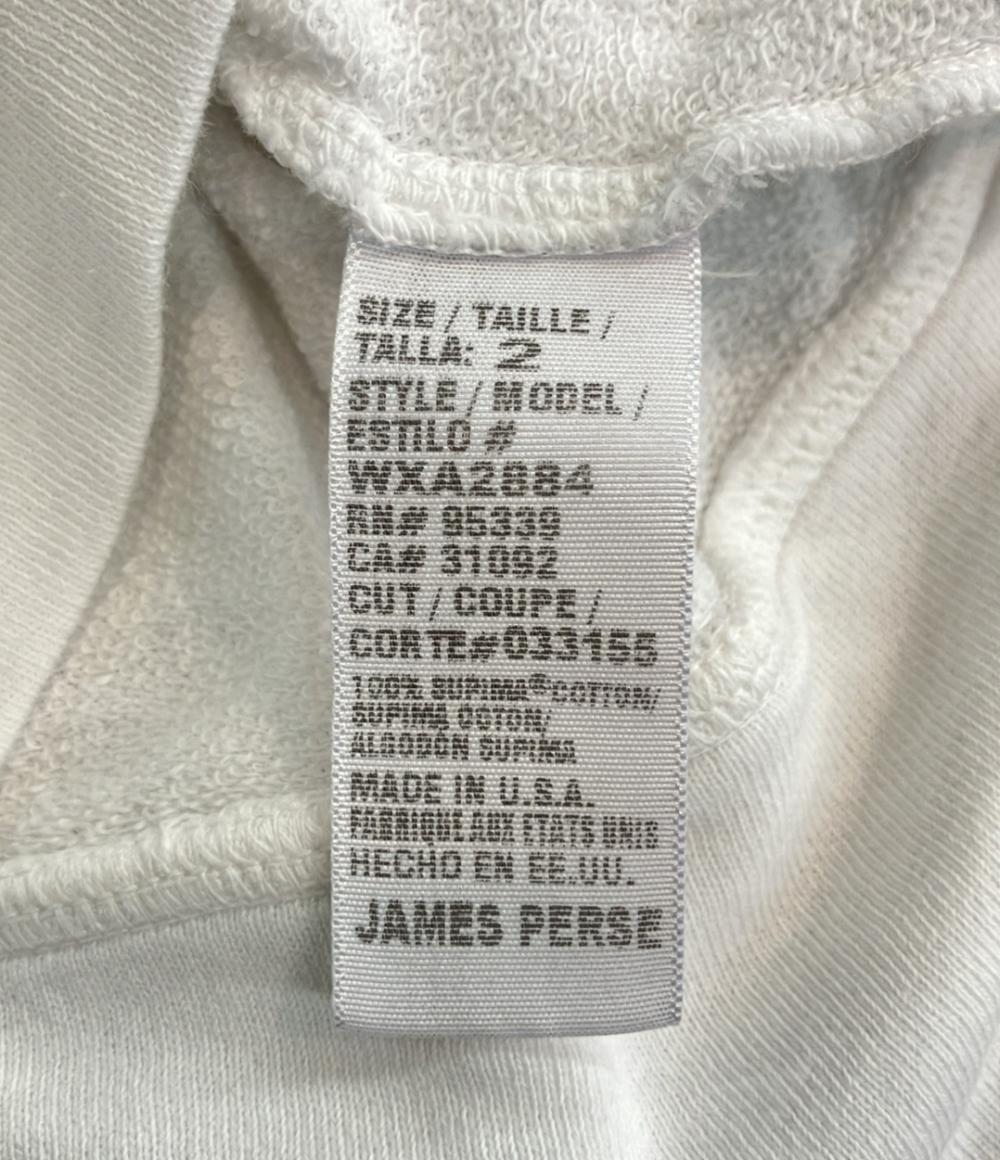 SIZE / TAILLE /
TALLA: 2
STYLE / MODEL /
ESTILO #
WXA2884
RN# 95339
CA# 31092
CUT / COUPE /
CORTE#033155
100% SUPIMA® COTTON/
SUPIMA COTON/
ALGODÓN SUPIMA
MADE IN U.S.A.
FABRIQUE AUX ETATS UNIS
HECHO EN EE.UU.
JAMES PERSE